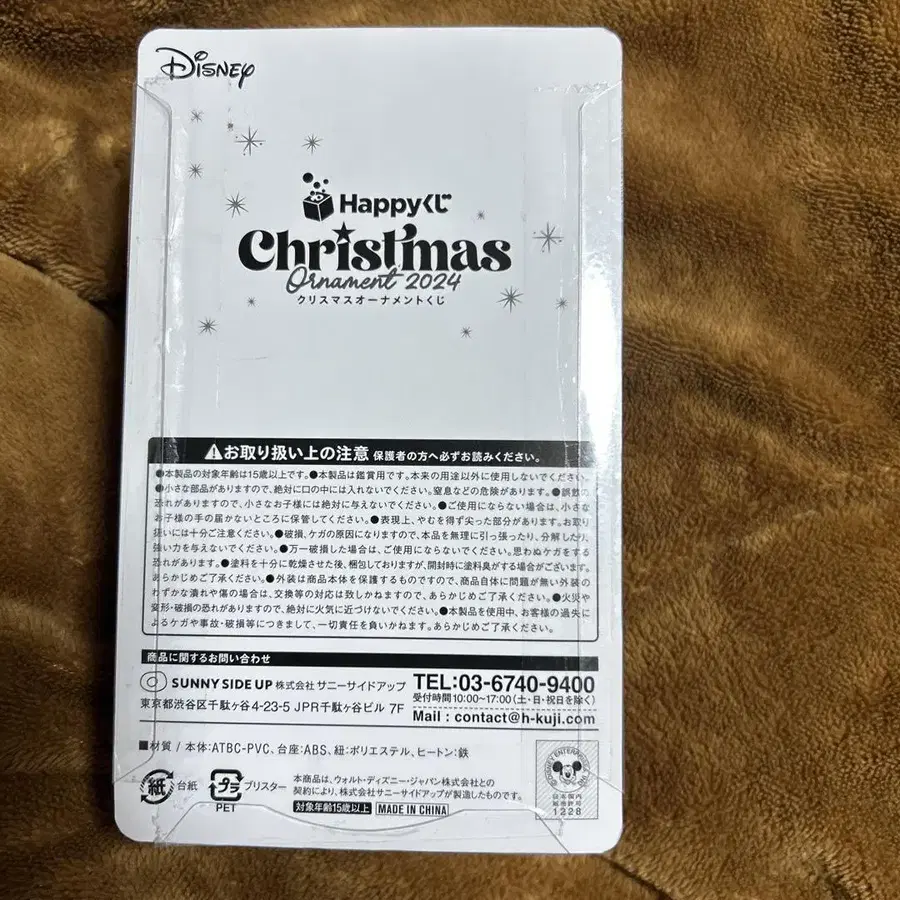 Disney
Happyくじ
Christmas
Ornament 2024
クリスマスオーナメントくじ
お取り扱い上の注意 保護者の方へ必ずお読みください。
●本製品の対象年齢は15歳以上です。●本製品は鑑賞用です。本来の用途以外に使用しないでください。
●小さな部品がありますので、絶対に口の中には入れないでください。窒息などの危険があります。●誤飲の
恐れがありますので、小さなお子様には絶対に与えないでください。●ご使用にならない場合は、小さな
お子様の手の届かないところに保管してください。●表現上、やむを得ず尖った部分があります。お取り
扱いには十分ご注意ください。●破損、ケガの原因になりますので、本品を無理に引っ張ったり、分解したり、
強い力を与えないでください。●万一破損した場合は、ご使用にならないでください。思わぬケガをする
恐れがあります。●塗料を十分に乾燥させた後、梱包しておりますが、開封時に塗料臭がする場合がございます。
あらかじめご了承ください。●外装は商品本体を保護するものですので、商品自体に問題が無い外装の
わずかな潰れや傷の場合は、交換等の対応は致しかねますので、あらかじめご了承ください。●火災や
変形・破損の恐れがありますので、絶対に火気に近づけないでください。●本製品を使用中、お客様の過失に
よるケガや事故・破損等につきまして、一切責任を負いかねます。あらかじめご了承ください。
商品に関するお問い合わせ
SUNNY SIDE UP 株式会社 サニーサイドアップ
東京都渋谷区千駄ヶ谷4-23-5 JPR千駄ヶ谷ビル 7F
TEL:03-6740-9400
受付時間10:00~17:00(土・日・祝日を除く)
Mail : contact@h-kuji.com
■材質 / 本体:ATBC-PVC、台座:ABS、紐:ポリエステル、ヒートン:鉄
紙 台紙
プラ ブリスター
PET
本商品は、ウォルト・ディズニー・ジャパン株式会社との
契約により、株式会社サニーサイドアップが製造したものです。
対象年齢15歳以上 MADE IN CHINA
日本国内
販売許可
1228